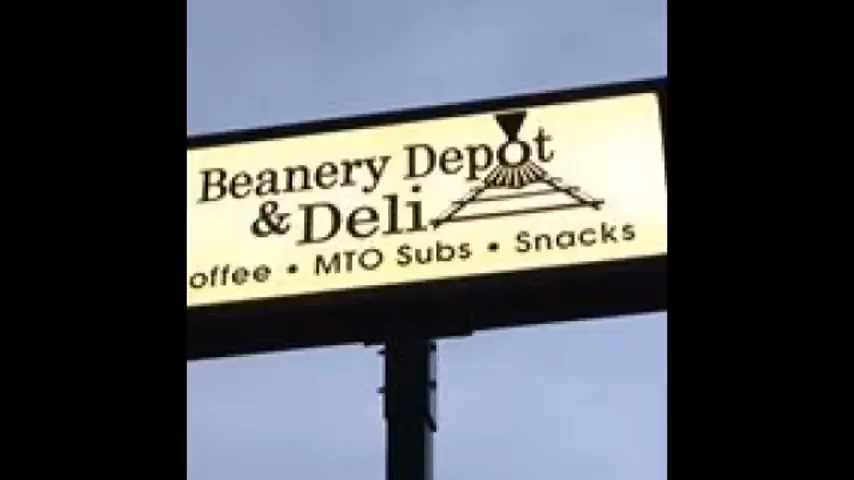 Beanery Depot
& Deli
offee • MTO Subs • Snacks